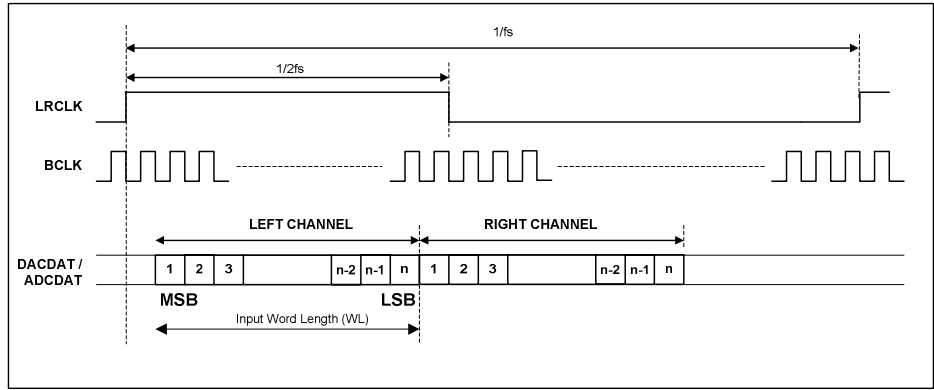 1/fs
1/2fs
LRCLK
BCLK
LEFT CHANNEL
RIGHT CHANNEL
DACDAT /
ADCDAT
1 2 3 n-2 n-1 n 1 2 3 n-2 n-1 n
MSB LSB
Input Word Length (WL)